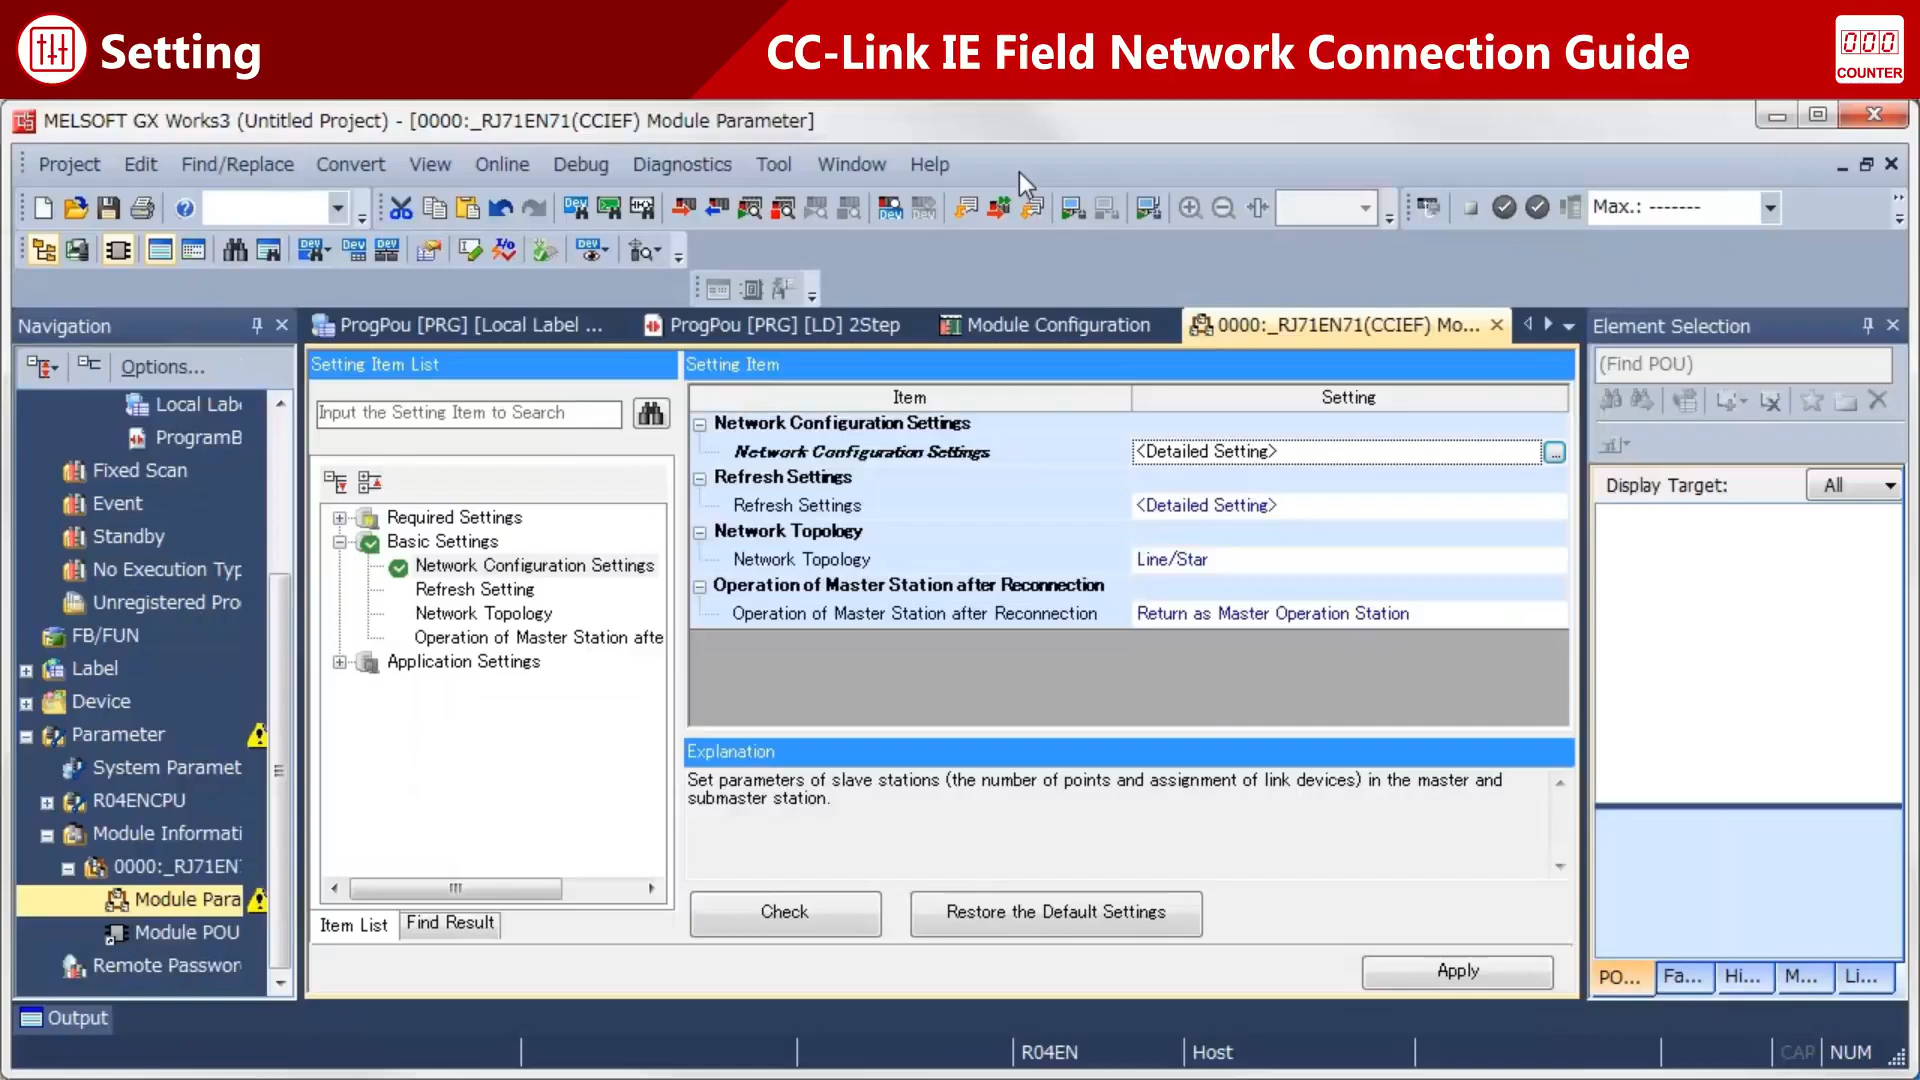 Setting
CC-Link IE Field Network Connection Guide
000
COUNTER
MELSOFT GX Works3 (Untitled Project) - [0000:_RJ71EN71(CCIEF) Module Parameter]
Project Edit Find/Replace Convert View Online Debug Diagnostics Tool Window Help
Max.: -------
Navigation
ProgPou [PRG] [Local Label ...
ProgPou [PRG] [LD] 2Step
Module Configuration
0000:_RJ71EN71(CCIEF) Mo...
Element Selection
Options...
Local Labe
ProgramB
Fixed Scan
Event
Standby
No Execution Typ
Unregistered Pro
FB/FUN
Label
Device
Parameter
System Paramet
R04ENCPU
Module Informati
0000:_RJ71EN
Module Para
Module POU
Remote Passwor
Setting Item List
Input the Setting Item to Search
Required Settings
Basic Settings
Network Configuration Settings
Refresh Setting
Network Topology
Operation of Master Station afte
Application Settings
Item List
Find Result
Setting Item
Item Setting
Network Configuration Settings
Network Configuration Settings <Detailed Setting>
Refresh Settings
Refresh Settings <Detailed Setting>
Network Topology
Network Topology Line/Star
Operation of Master Station after Reconnection
Operation of Master Station after Reconnection Return as Master Operation Station
Explanation
Set parameters of slave stations (the number of points and assignment of link devices) in the master and
submaster station.
Check
Restore the Default Settings
Apply
(Find POU)
Display Target: All
PO... Fa... Hi... M... Li...
Output
R04EN
Host
CAP
NUM